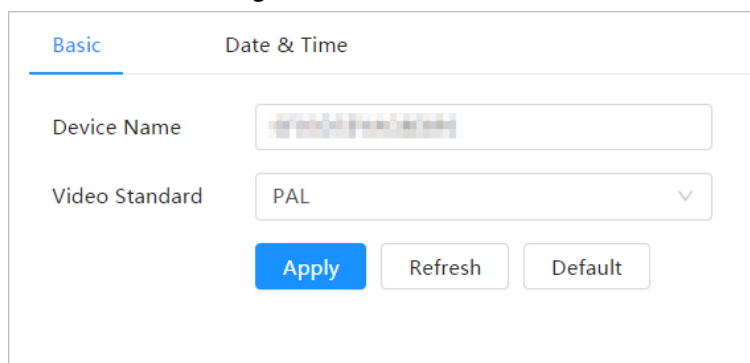 Basic Date & Time
Device Name
Video Standard PAL
Apply Refresh Default